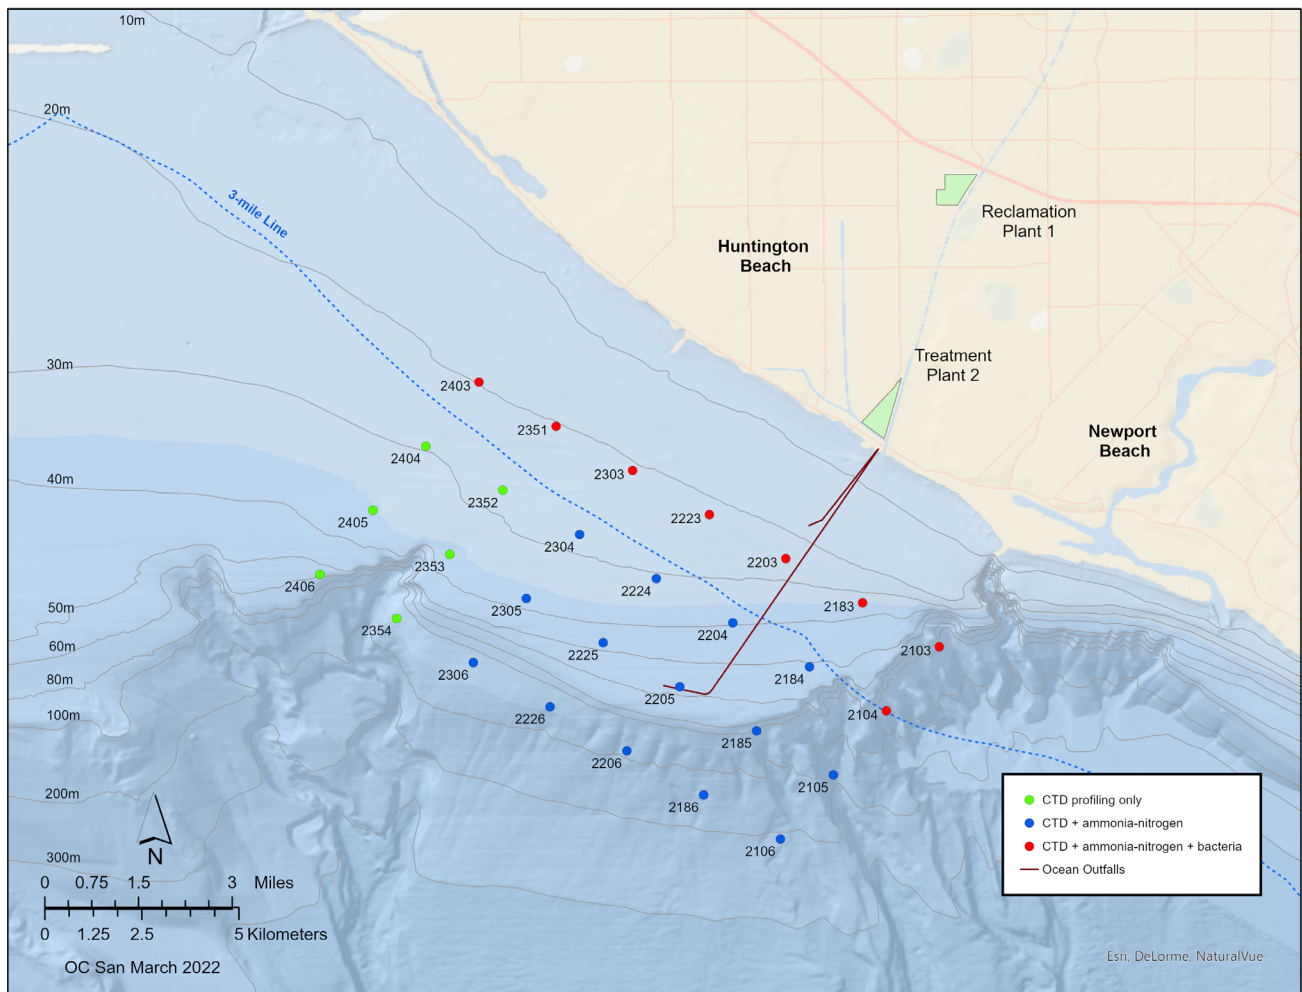 10m
20m
3-mile Line
Reclamation
Plant 1
Huntington
Beach
Treatment
Plant 2
30m
2403
2351
Newport
Beach
2404
2303
40m
2352
2223
2405
2304
2353
2203
2406
2224
50m
2305
2183
2354
2204
60m
2225
2103
2306
2184
80m
2205
100m
2226
2104
2185
2206
2105
200m
2186
2106
300m
CTD profiling only
CTD + ammonia-nitrogen
CTD + ammonia-nitrogen + bacteria
Ocean Outfalls
N
0 0.75 1.5 3 Miles
0 1.25 2.5 5 Kilometers
OC San March 2022
Esri, DeLorme, NaturalVue